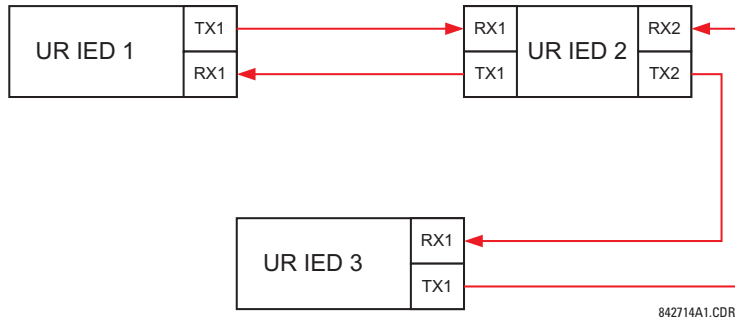 UR IED 1
TX1
RX1
RX1
TX1
UR IED 2
RX2
TX2
UR IED 3
RX1
TX1
842714A1.CDR